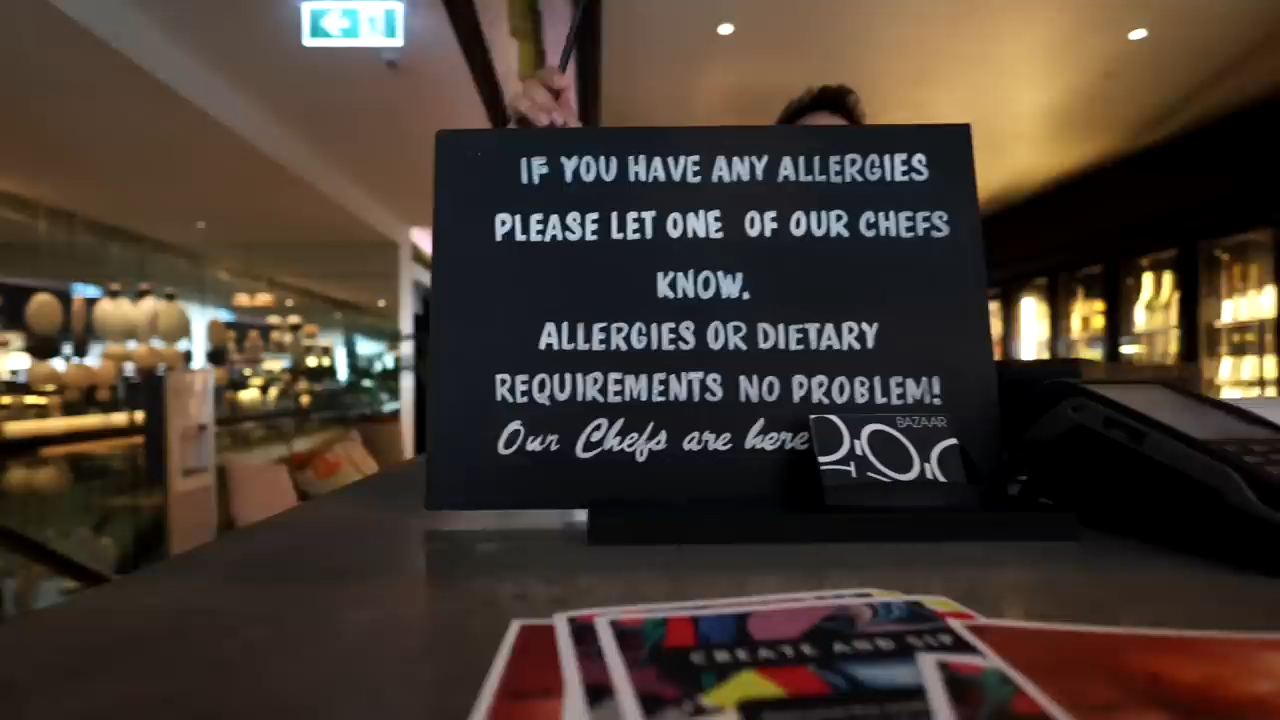 IF YOU HAVE ANY ALLERGIES
PLEASE LET ONE OF OUR CHEFS
KNOW.
ALLERGIES OR DIETARY
REQUIREMENTS NO PROBLEM!
Our Chefs are here
BAZAAR
CREATE AND SIP